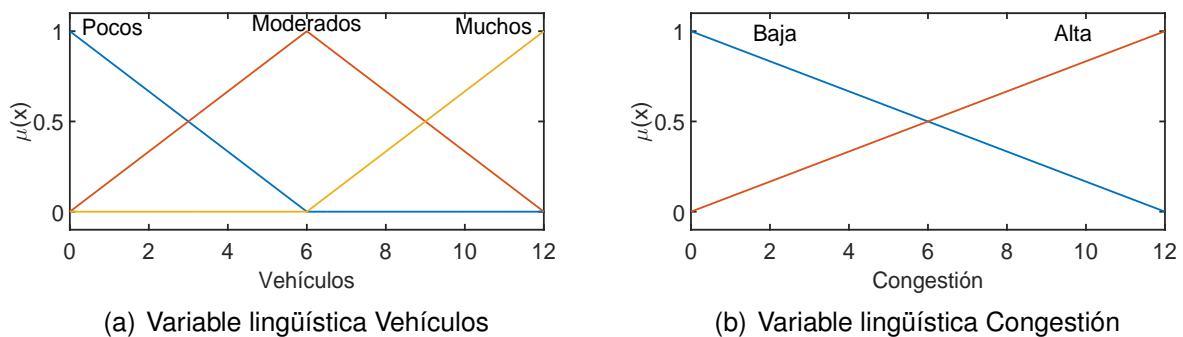 Pocos Moderados Muchos
1
0.5
0
μ(x)
0 2 4 6 8 10 12
Vehículos
(a) Variable lingüística Vehículos
Baja Alta
1
0.5
0
μ(x)
0 2 4 6 8 10 12
Congestión
(b) Variable lingüística Congestión